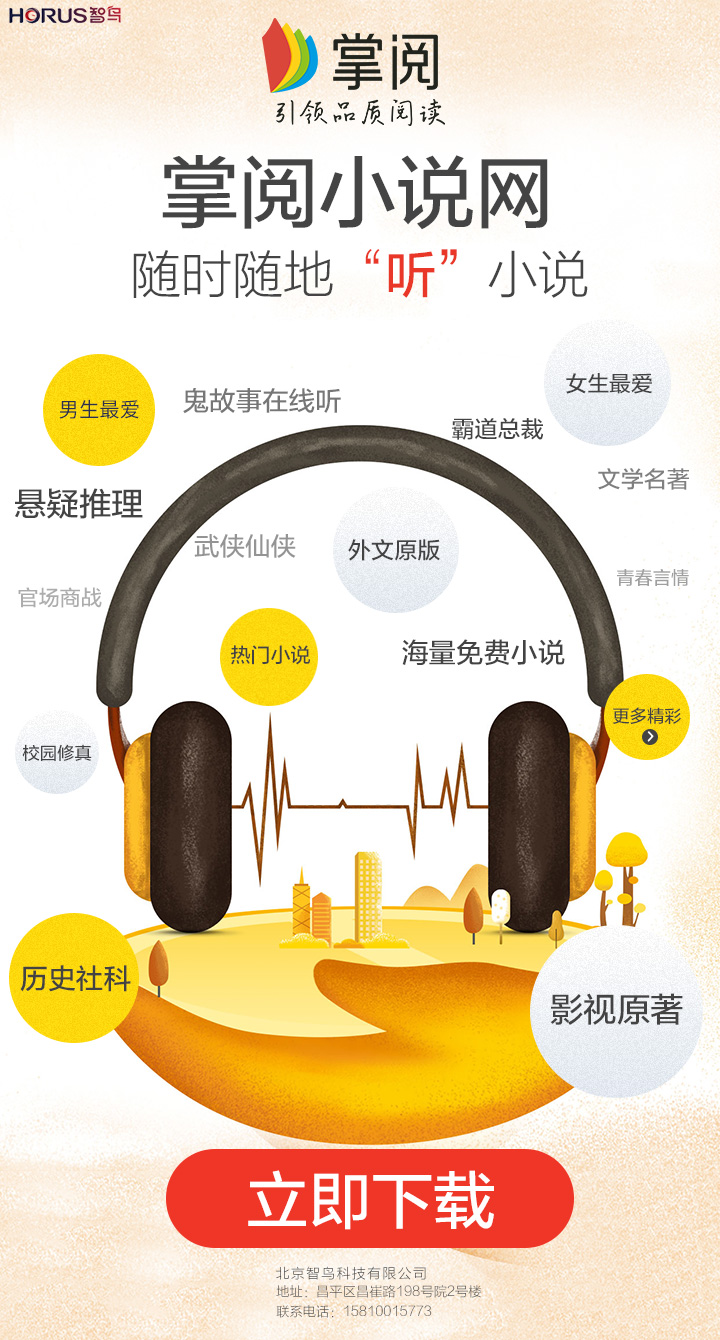 HORUS智鸟
掌阅
引领品质阅读
掌阅小说网
随时随地“听”小说
男生最爱
鬼故事在线听
女生最爱
霸道总裁
文学名著
悬疑推理
武侠仙侠
外文原版
青春言情
官场商战
热门小说
海量免费小说
更多精彩
校园修真
历史社科
影视原著
立即下载
北京智鸟科技有限公司
地址：昌平区昌崔路198号院2号楼
联系电话：15810015773